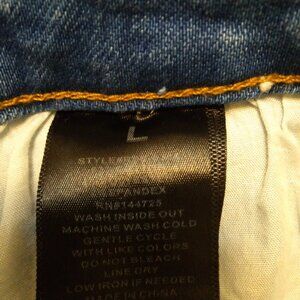 L
STYLE
SPANDEX
RN#144725
WASH INSIDE OUT
MACHINE WASH COLD
GENTLE CYCLE
WITH LIKE COLORS
DO NOT BLEACH
LINE DRY
LOW IRON IF NEEDED
MADE IN CHINA